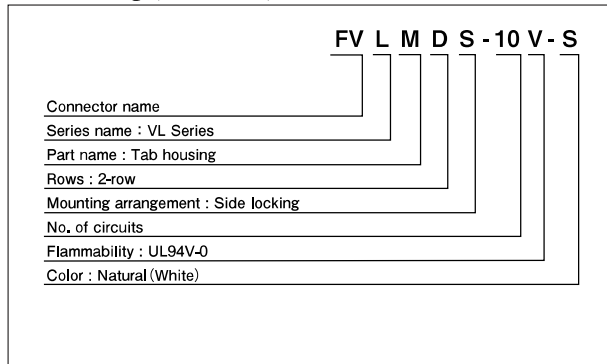 FV L M D S - 10 V - S
Connector name
Series name : VL Series
Part name : Tab housing
Rows : 2-row
Mounting arrangement : Side locking
No. of circuits
Flammability : UL94V-0
Color : Natural (White)